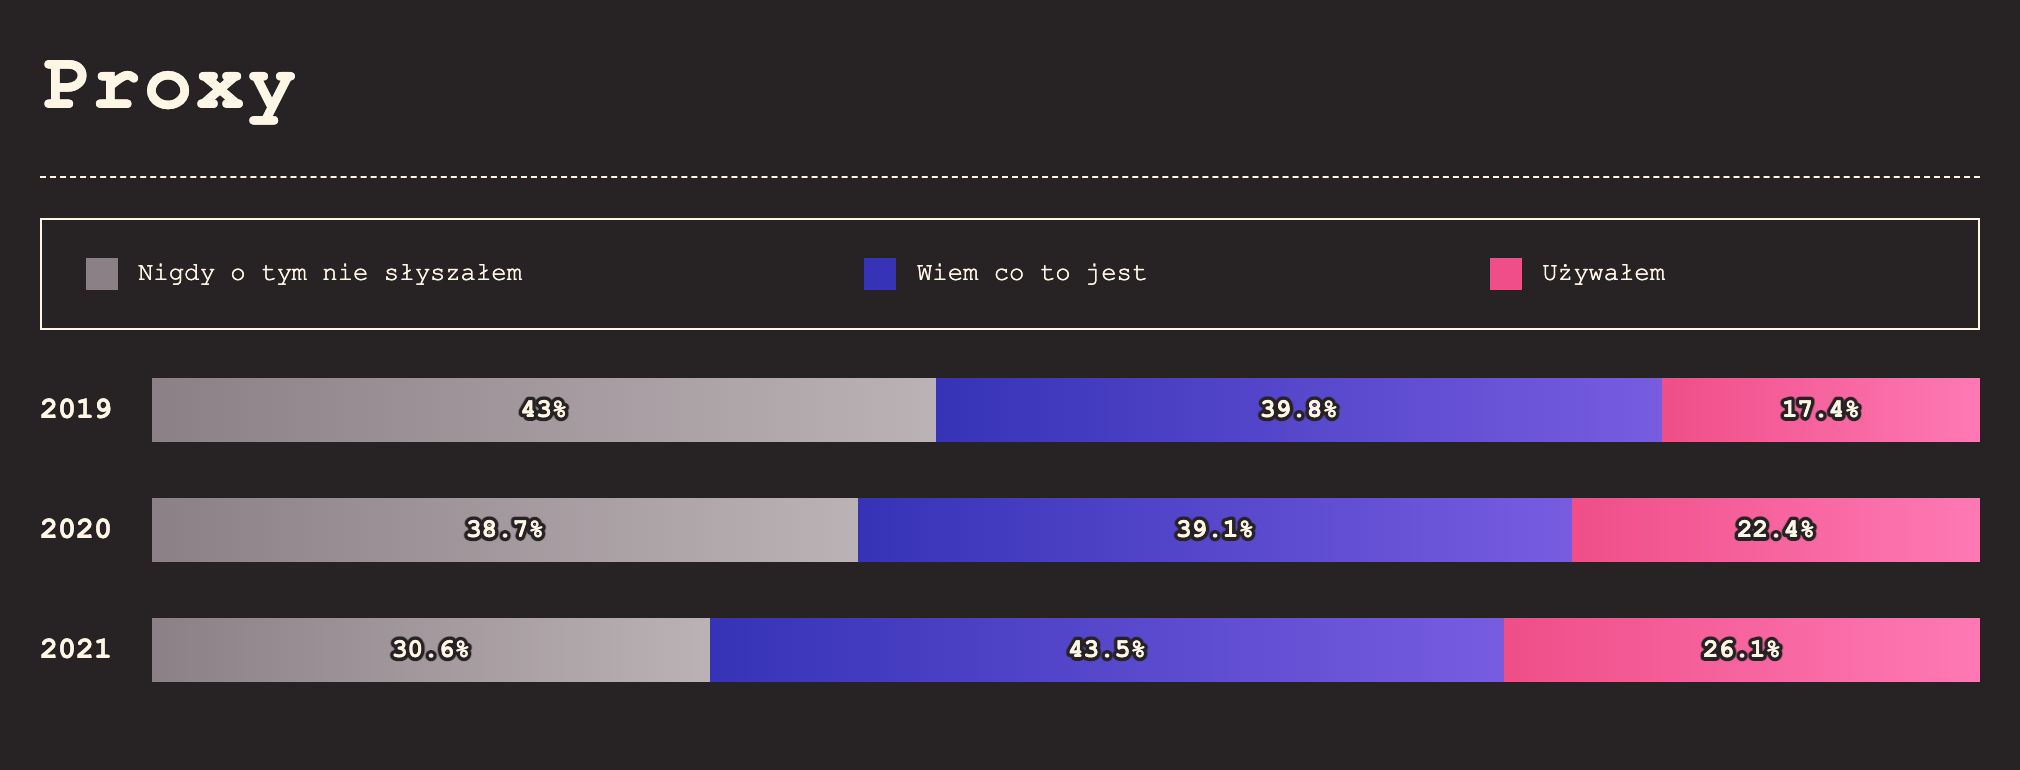 Proxy
Nigdy o tym nie słyszałem
Wiem co to jest
Używałem
2019 43% 39.8% 17.4%
2020 38.7% 39.1% 22.4%
2021 30.6% 43.5% 26.1%